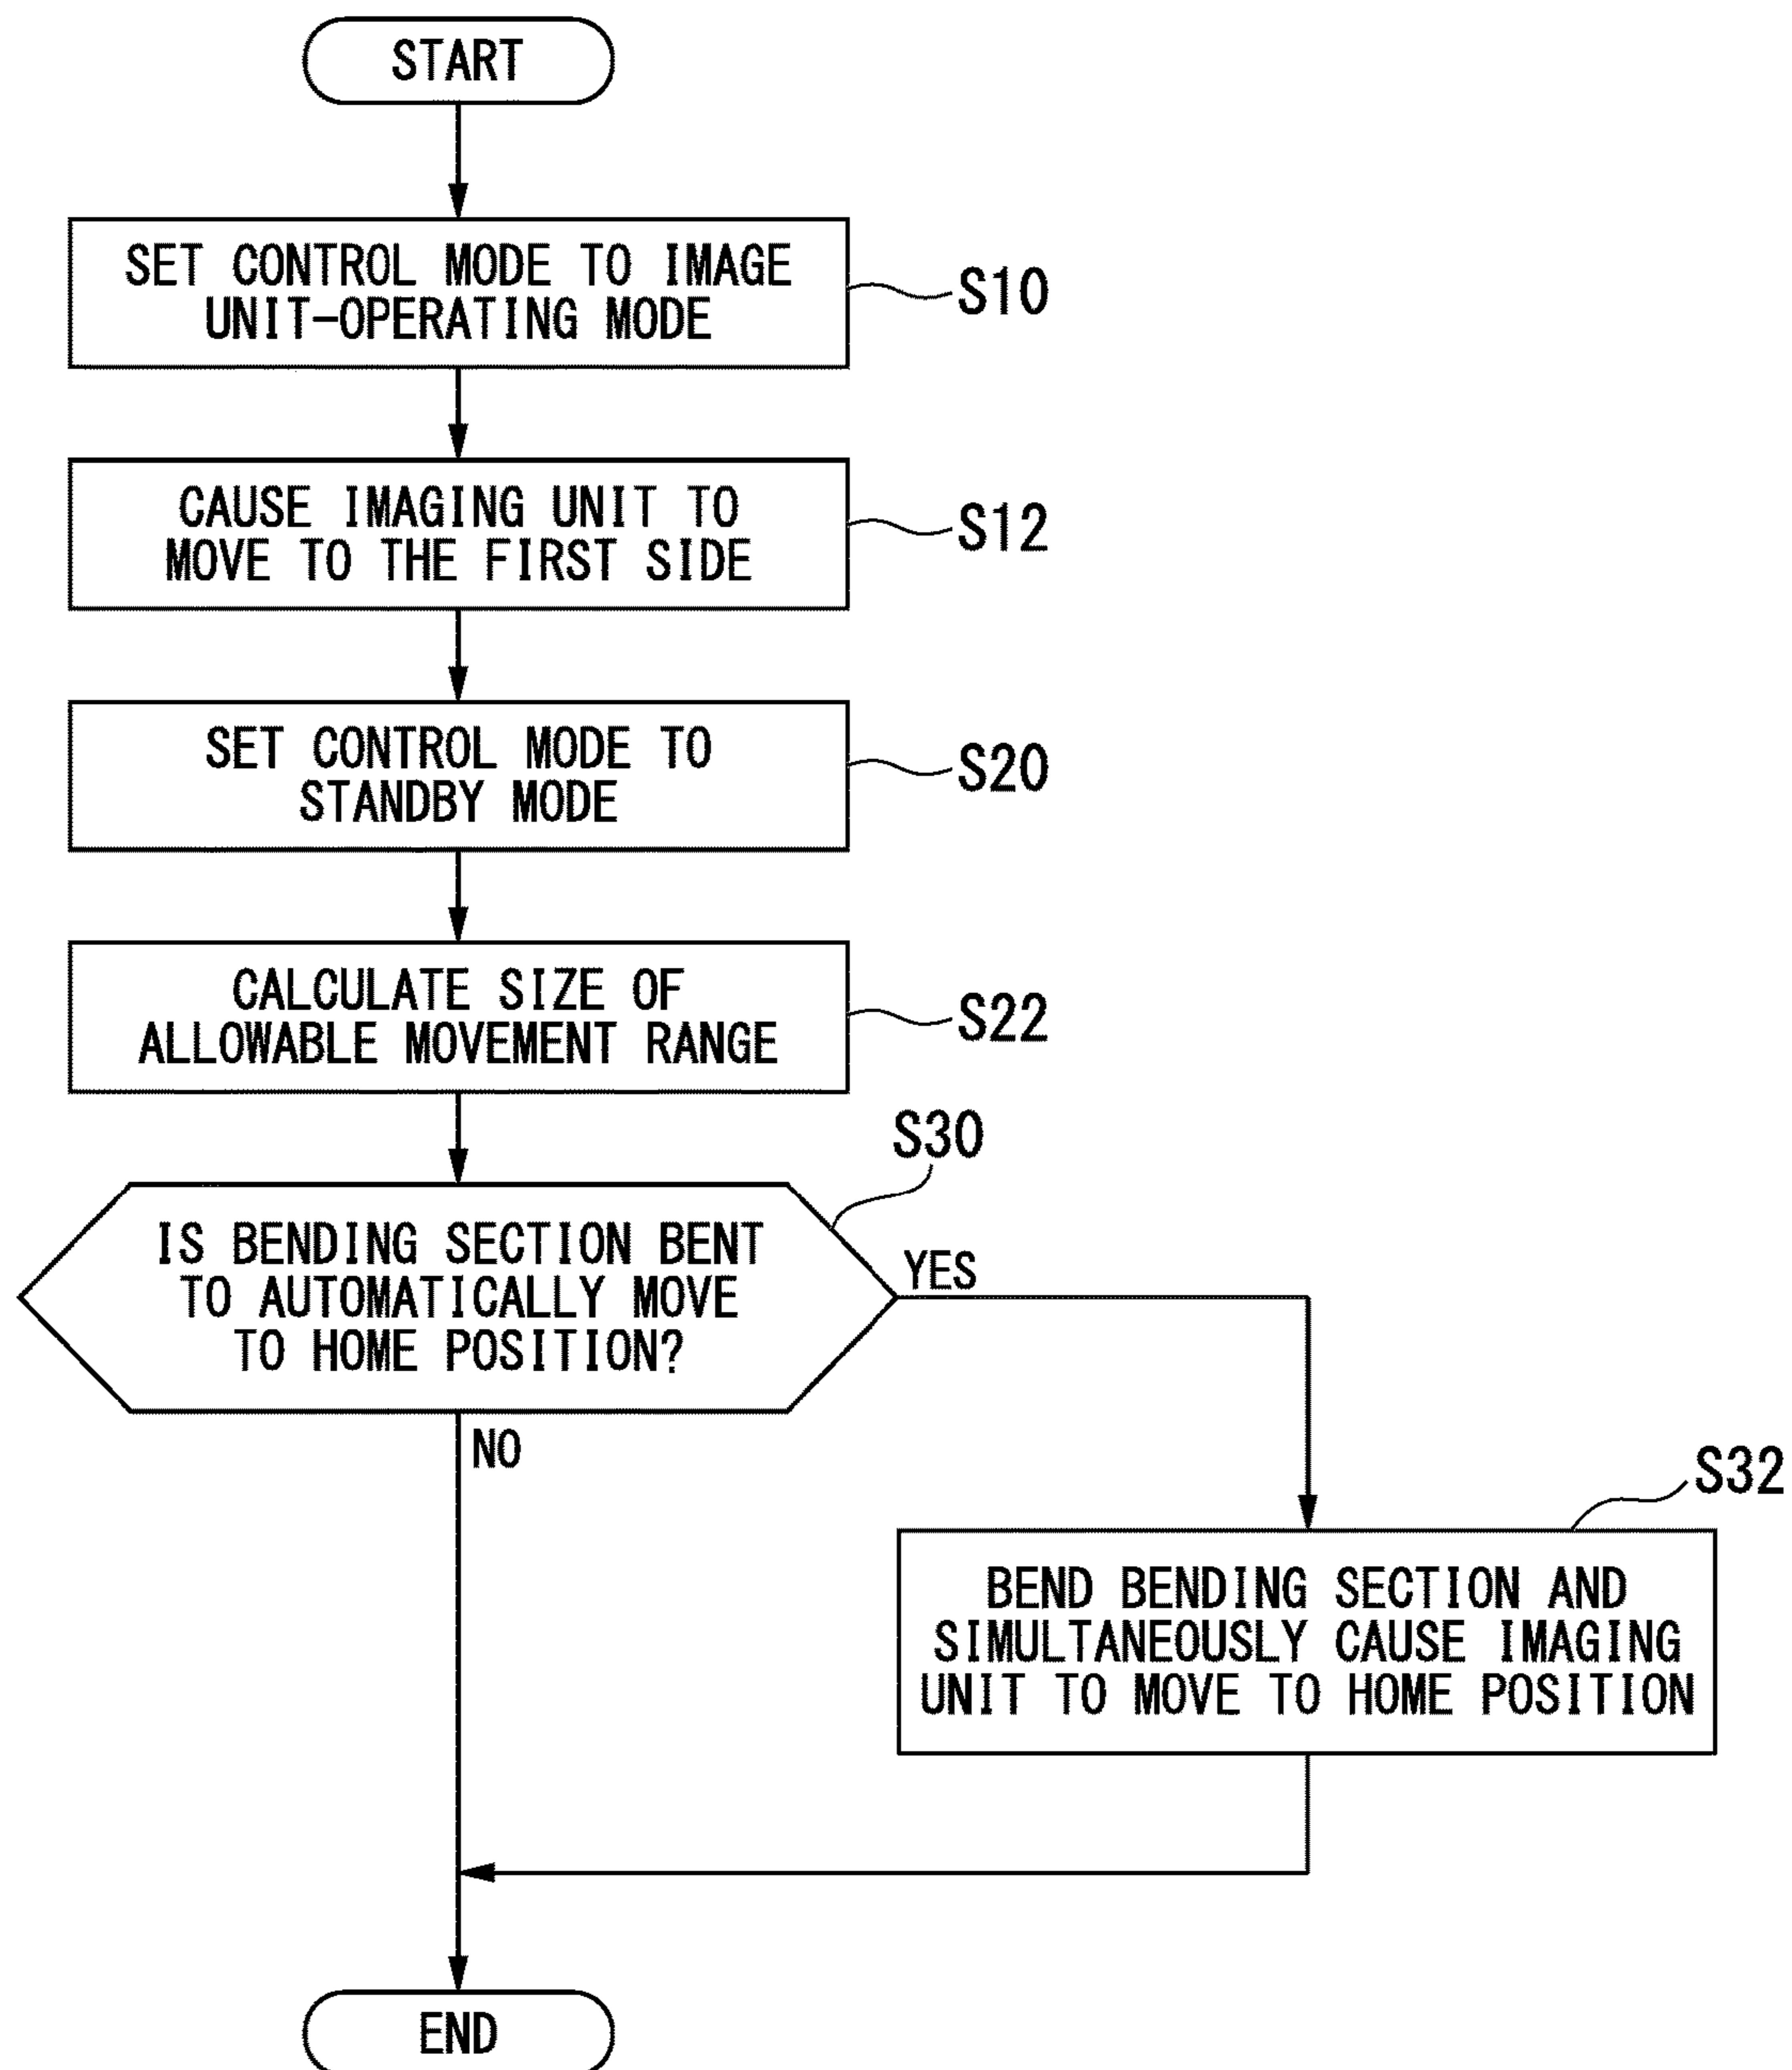 START
SET CONTROL MODE TO IMAGE
UNIT-OPERATING MODE
S10
CAUSE IMAGING UNIT TO
MOVE TO THE FIRST SIDE
S12
SET CONTROL MODE TO
STANDBY MODE
S20
CALCULATE SIZE OF
ALLOWABLE MOVEMENT RANGE
S22
S30
IS BENDING SECTION BENT
TO AUTOMATICALLY MOVE
TO HOME POSITION?
YES
NO
S32
BEND BENDING SECTION AND
SIMULTANEOUSLY CAUSE IMAGING
UNIT TO MOVE TO HOME POSITION
END